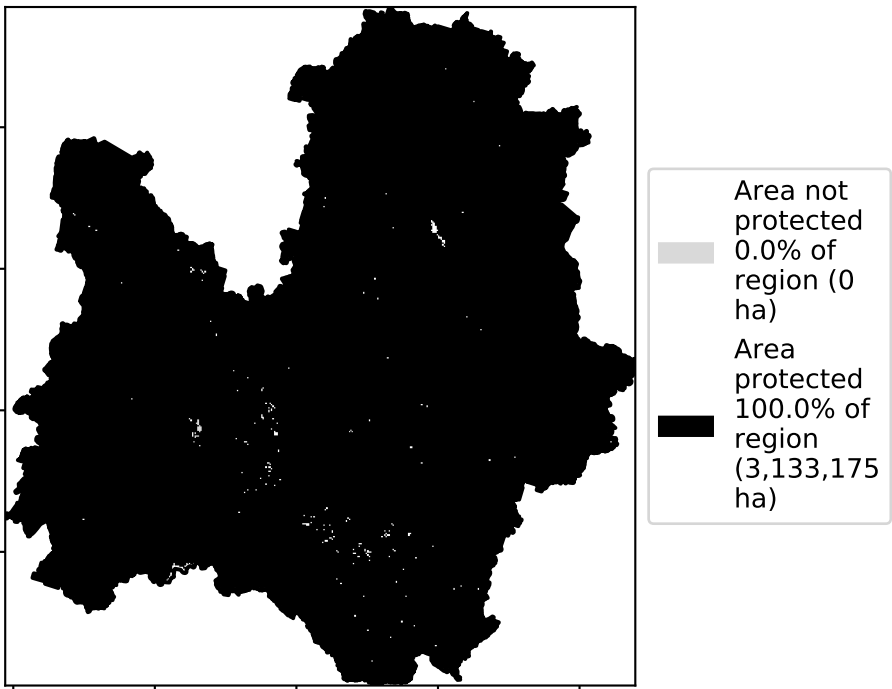 Area not
protected
0.0% of
region (0
ha)
Area
protected
100.0% of
region
(3,133,175
ha)